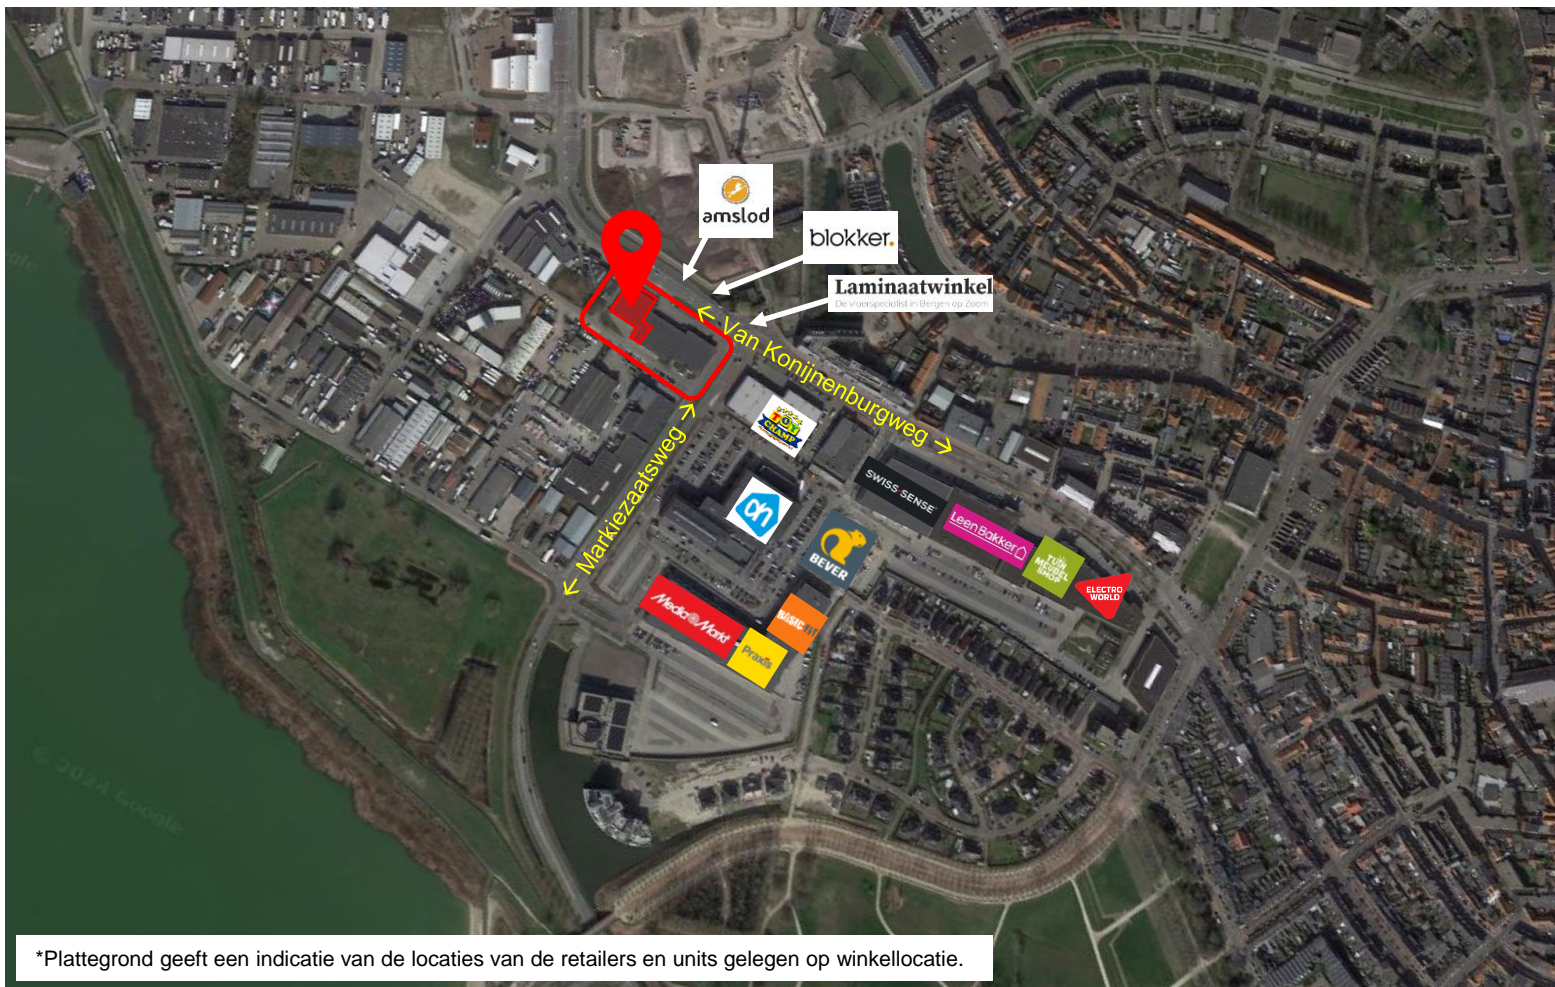 amslod
blokker.
Laminaatwinkel
De vloerspecialist in Bergen op Zoom
← Van Konijnenburgweg →
← Markiezaatsweg →
TOY
CHAMP
ah
SWISS SENSE
Leen Bakker
TUIN
MEUBEL
SHOP
ELECTRO
WORLD
BEVER
MediaMarkt
BASIC FIT
Praxis
© 2024 Google
*Plattegrond geeft een indicatie van de locaties van de retailers en units gelegen op winkellocatie.